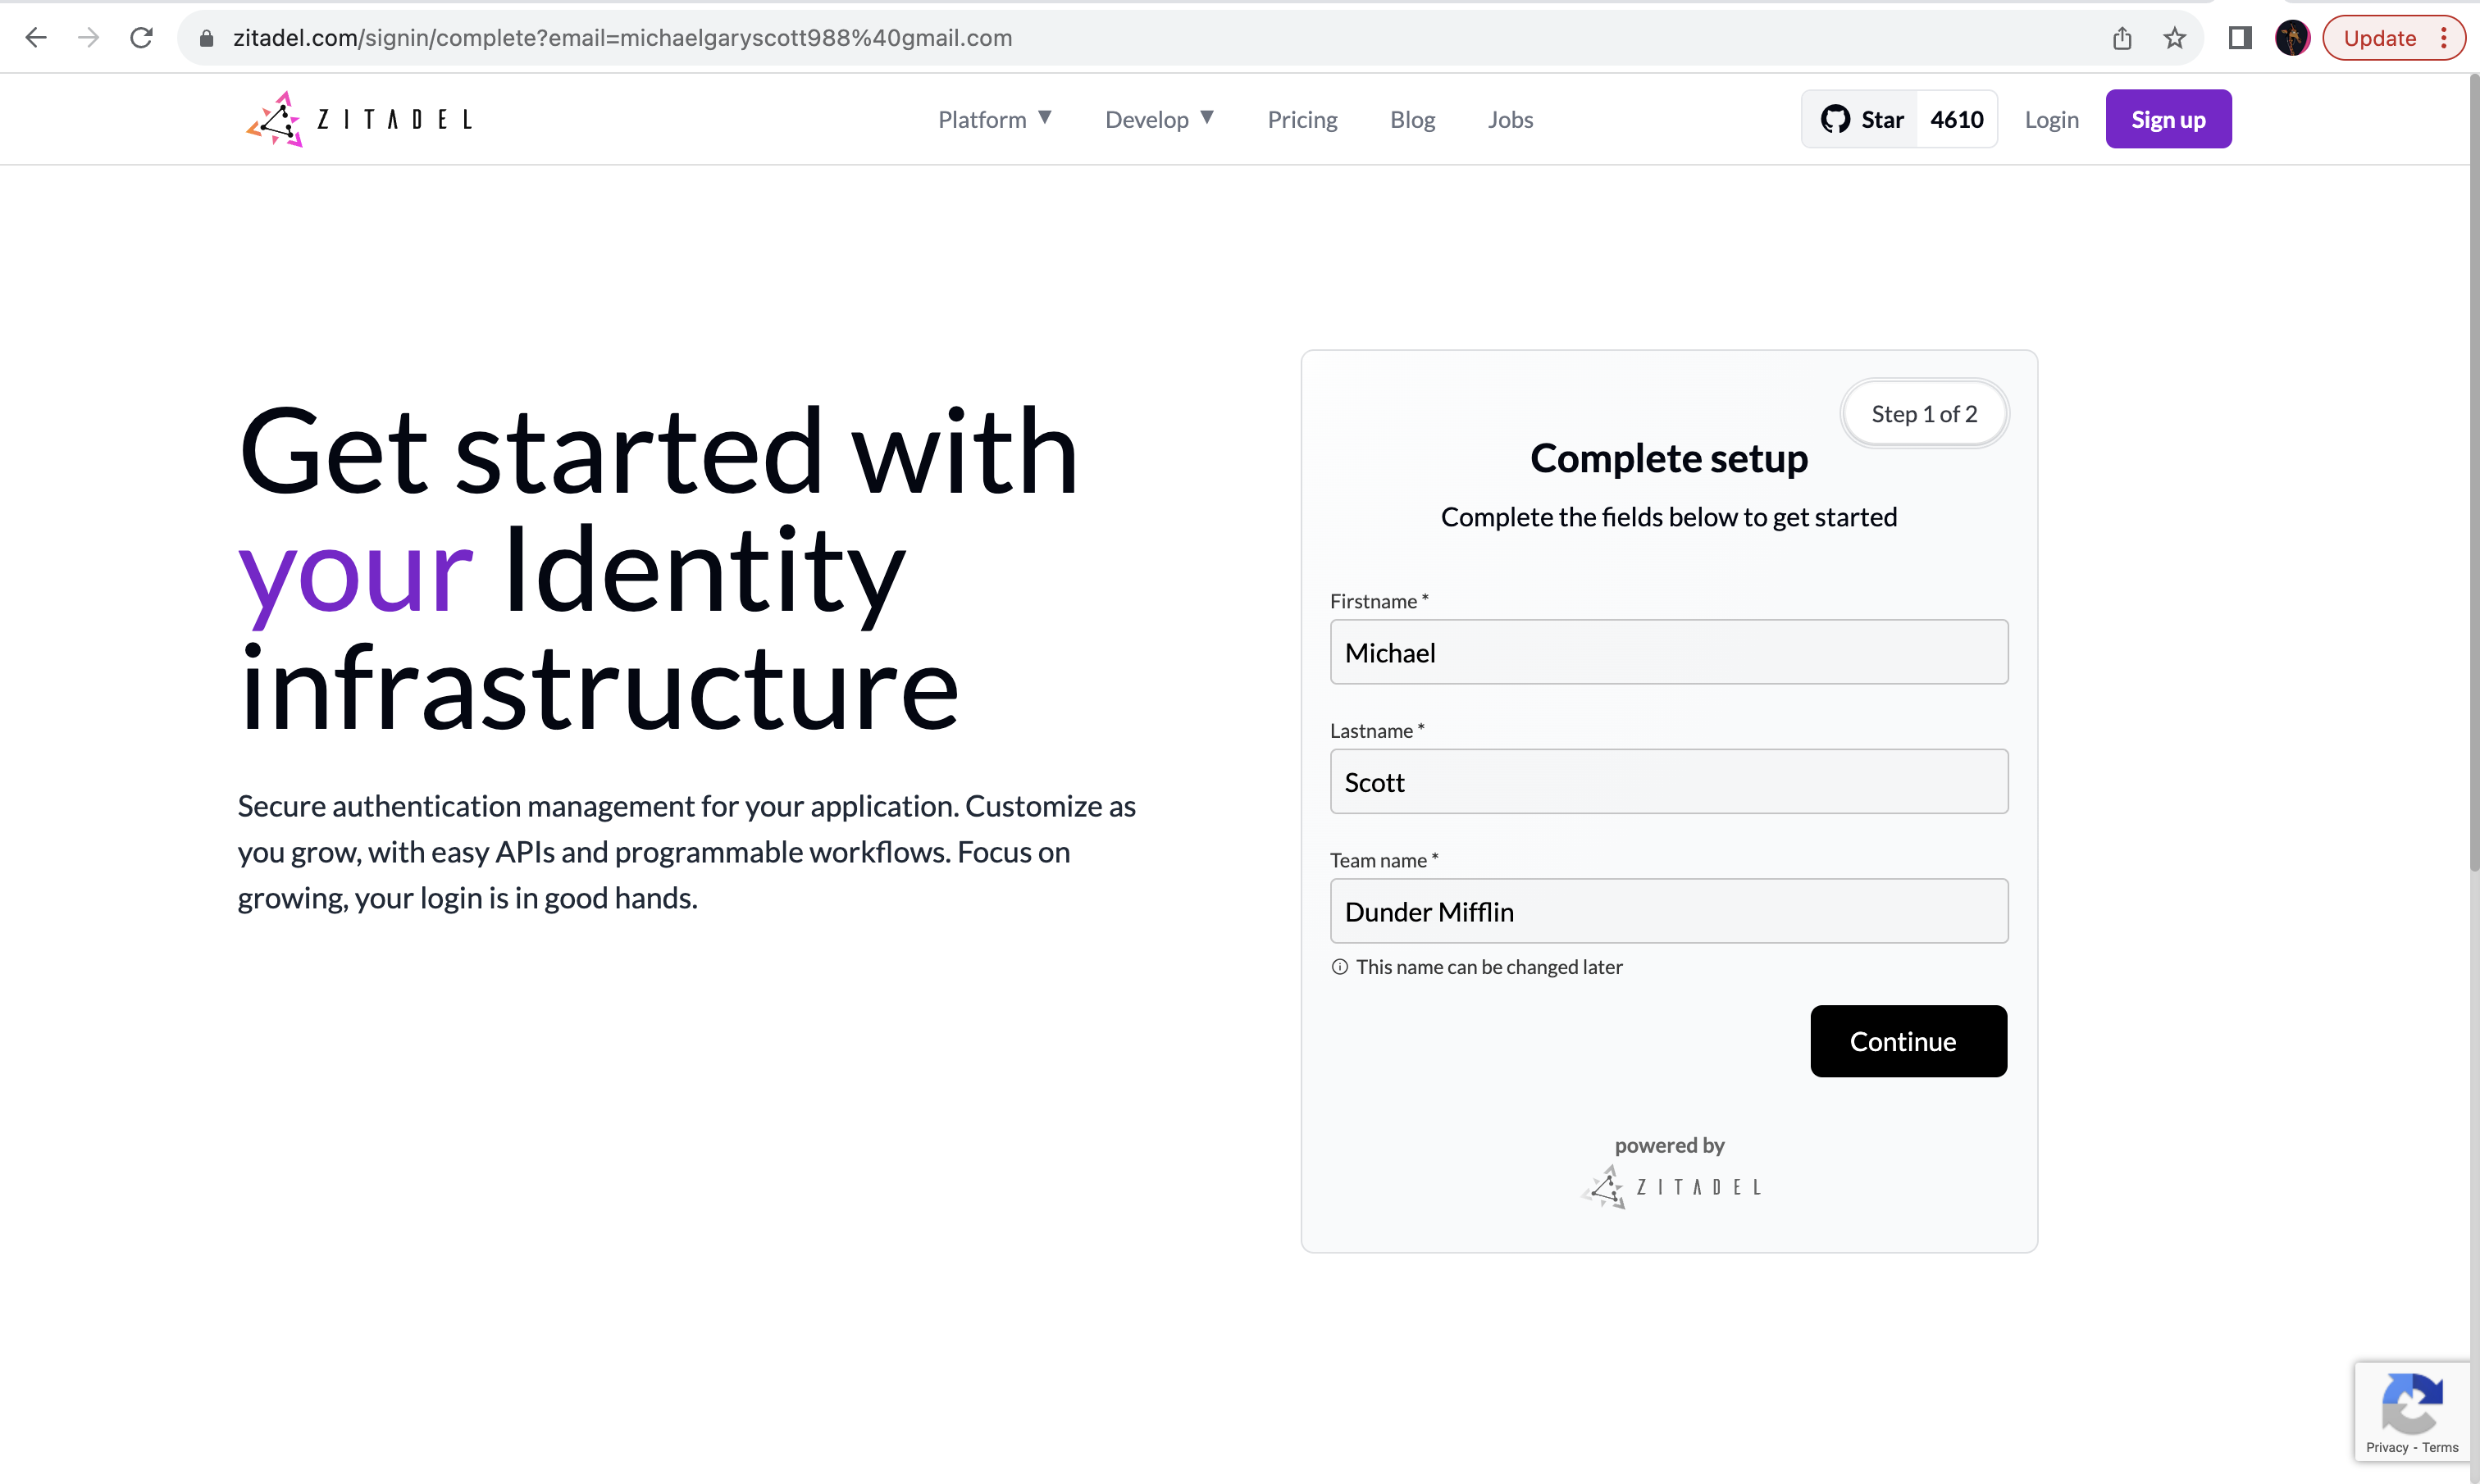 zitadel.com/signin/complete?email=michaelgaryscott988%40gmail.com
Update
ZITADEL
Platform ▼
Develop ▼
Pricing
Blog
Jobs
Star 4610
Login
Sign up
Get started with
your Identity
infrastructure
Secure authentication management for your application. Customize as
you grow, with easy APIs and programmable workflows. Focus on
growing, your login is in good hands.
Step 1 of 2
Complete setup
Complete the fields below to get started
Firstname *
Michael
Lastname *
Scott
Team name *
Dunder Mifflin
This name can be changed later
Continue
powered by
ZITADEL
Privacy - Terms